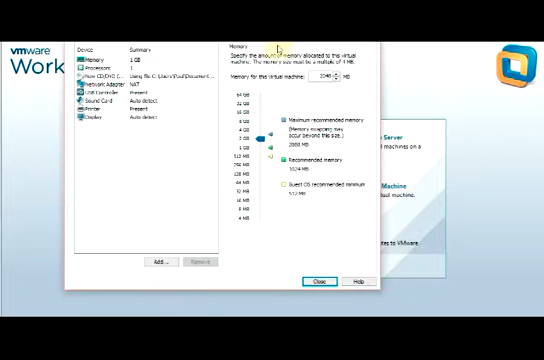 vmware
Work
Device Summary
Memory 1 GB
Processors 1
New CD/DVD (... Using file C:\Users\Paul\Document...
Network Adapter NAT
USB Controller Present
Sound Card Auto detect
Printer Present
Display Auto detect
Add...
Remove
Memory
Specify the amount of memory allocated to this virtual
machine. The memory size must be a multiple of 4 MB.
Memory for this virtual machine: 2048 MB
64 GB
32 GB
16 GB
8 GB
4 GB
2 GB
1 GB
512 MB
256 MB
128 MB
64 MB
32 MB
16 MB
8 MB
4 MB
Maximum recommended memory
(Memory swapping may
occur beyond this size.)
2888 MB
Recommended memory
1024 MB
Guest OS recommended minimum
512 MB
Close
Help
Server
machines on a
Machine
machine.
tes to VMware.